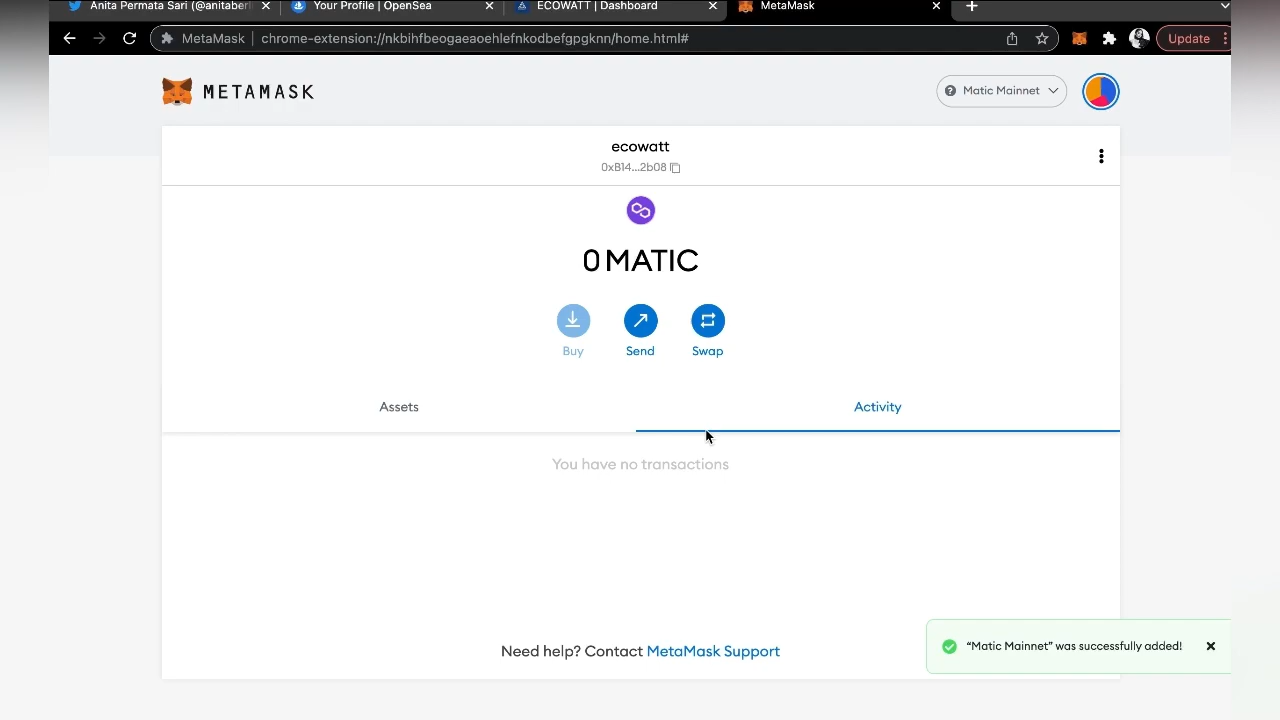 Anita Permata Sari (@anitaberl
Your Profile | OpenSea
ECOWATT | Dashboard
MetaMask
MetaMask | chrome-extension://nkbihfbeogaeaoehlefnkodbefgpgknn/home.html#
Update
METAMASK
Matic Mainnet
ecowatt
0xB14...2b08
0 MATIC
Buy
Send
Swap
Assets
Activity
You have no transactions
Need help? Contact MetaMask Support
“Matic Mainnet” was successfully added!